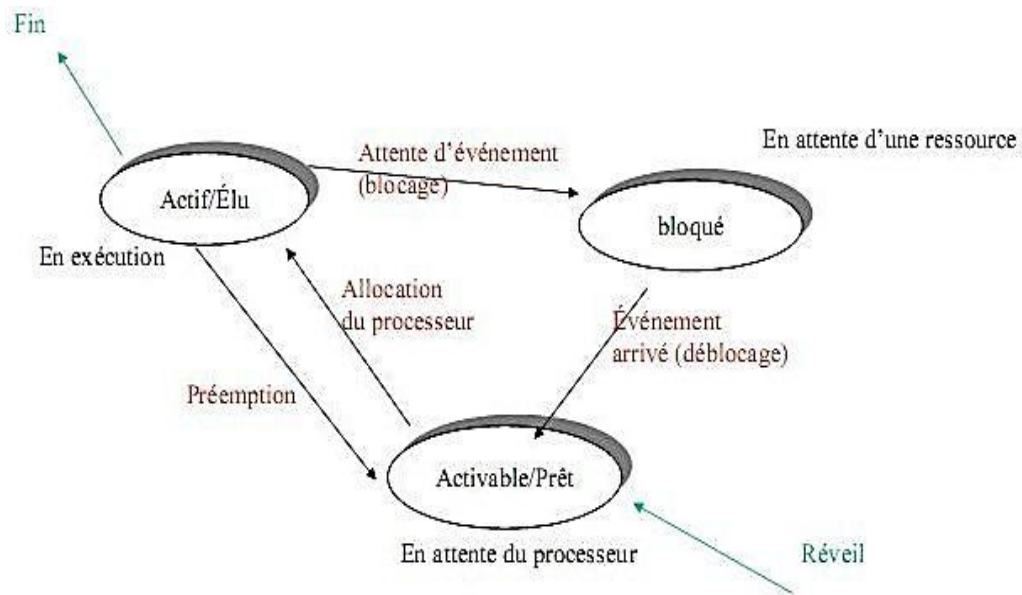 Fin
En attente d'une ressource
Attente d'événement
(blocage)
Actif/Élu
bloqué
En exécution
Allocation
du processeur
Événement
arrivé (déblocage)
Préemption
Activable/Prêt
En attente du processeur
Réveil